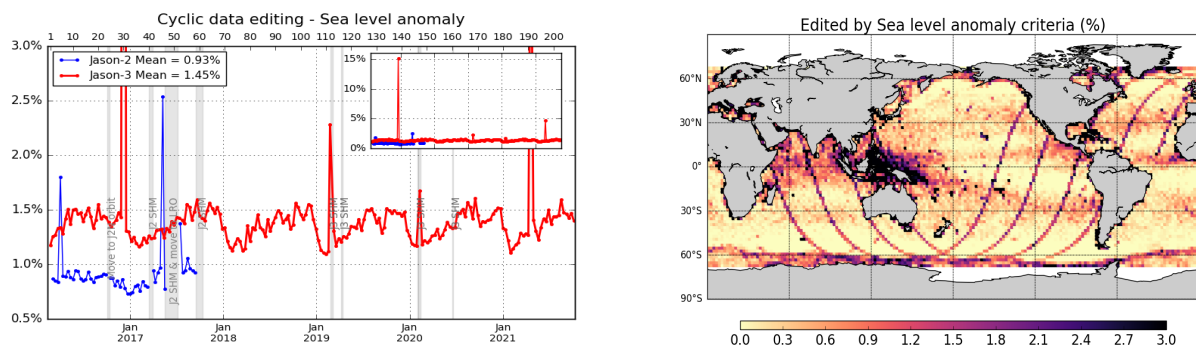 Cyclic data editing - Sea level anomaly
1 10 20 30 40 50 60 70 80 90 100 110 120 130 140 150 160 170 180 190 200
3.0%
2.5%
2.0%
1.5%
1.0%
0.5%
Jason-2 Mean = 0.93%
Jason-3 Mean = 1.45%
15%
10%
5%
0%
move to J2
J2 SHM
J2 SHM & move
LRO
J2 SHM
J3 SHM
J3 SHM
SHM
SHM
Jan
2017
Jan
2018
Jan
2019
Jan
2020
Jan
2021
Edited by Sea level anomaly criteria (%)
60°N
30°N
0°
30°S
60°S
90°S
0.0 0.3 0.6 0.9 1.2 1.5 1.8 2.1 2.4 2.7 3.0